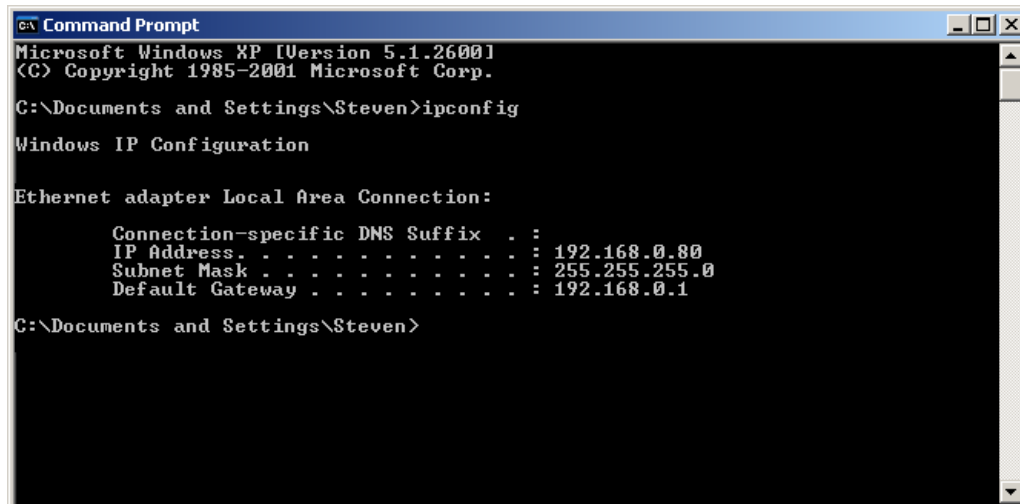 Command Prompt
Microsoft Windows XP [Version 5.1.2600]
(C) Copyright 1985-2001 Microsoft Corp.
C:\Documents and Settings\Steven>ipconfig
Windows IP Configuration
Ethernet adapter Local Area Connection:
Connection-specific DNS Suffix . :
IP Address. . . . . . . . . . . . : 192.168.0.80
Subnet Mask . . . . . . . . . . . : 255.255.255.0
Default Gateway . . . . . . . . . : 192.168.0.1
C:\Documents and Settings\Steven>